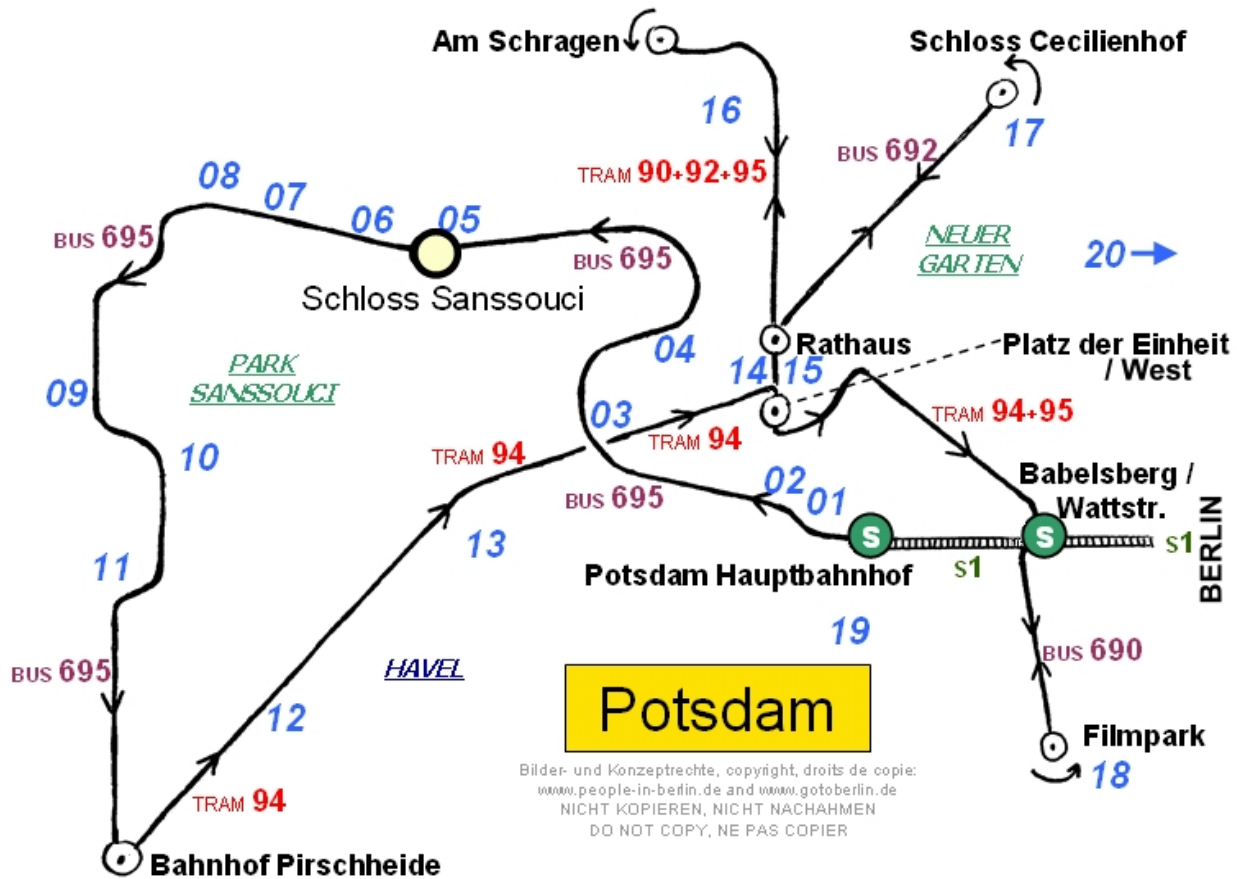 Am Schragen
Schloss Cecilienhof
16
17
BUS 692
TRAM 90+92+95
08
07
06
05
BUS 695
BUS 695
NEUER
GARTEN
20
Schloss Sanssouci
04
Rathaus
Platz der Einheit
/ West
14
15
PARK
SANSSOUCI
09
03
TRAM 94+95
10
TRAM 94
TRAM 94
Babelsberg /
Wattstr.
BUS 695
02
01
13
S
S
S1
S1
BERLIN
11
Potsdam Hauptbahnhof
19
BUS 695
HAVEL
BUS 690
12
Potsdam
Filmpark
18
Bilder- und Konzeptrechte, copyright, droits de copie:
www.people-in-berlin.de and www.gotoberlin.de
NICHT KOPIEREN, NICHT NACHAHMEN
DO NOT COPY, NE PAS COPIER
TRAM 94
Bahnhof Pirschheide